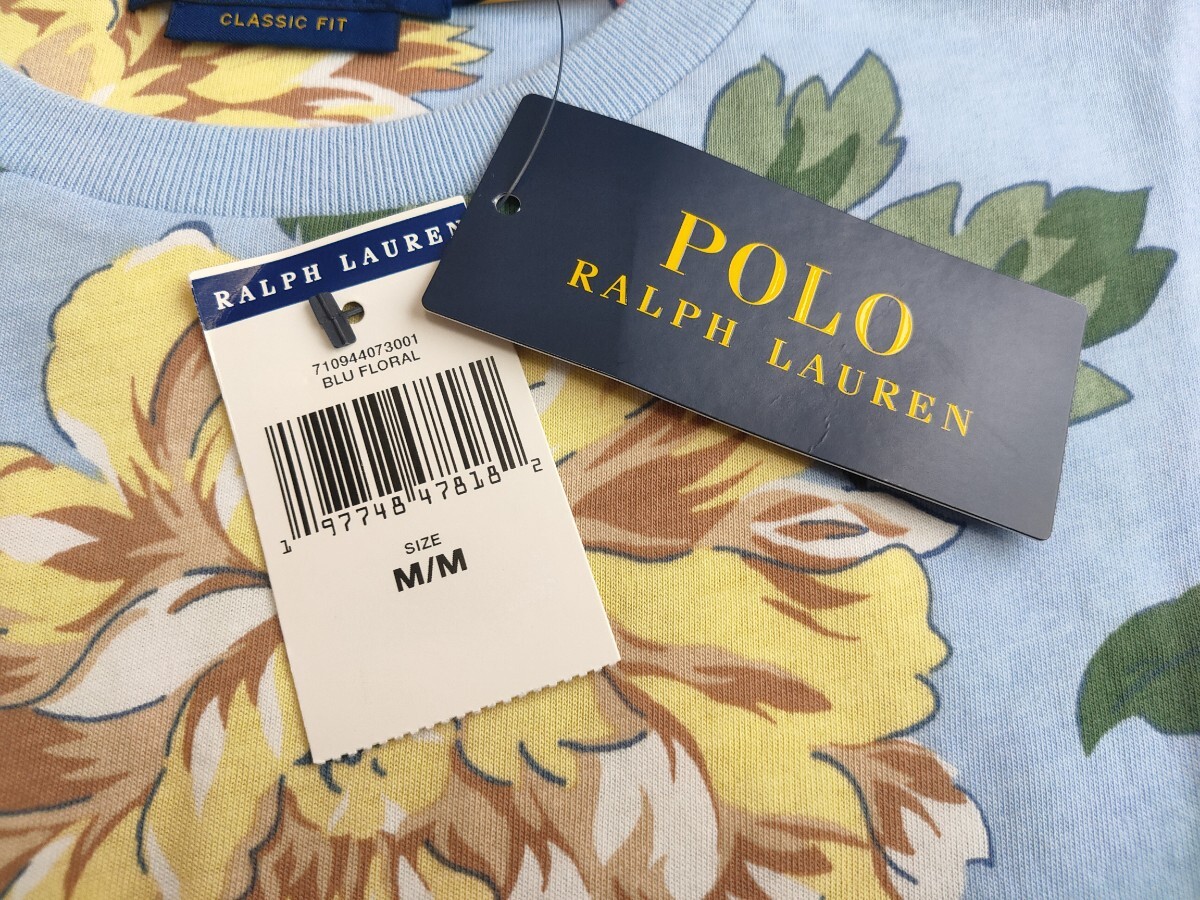 CLASSIC FIT
RALPH LAUREN
710944073001
BLU FLORAL
1 97748 47818 2
SIZE
M/M
POLO
RALPH LAUREN